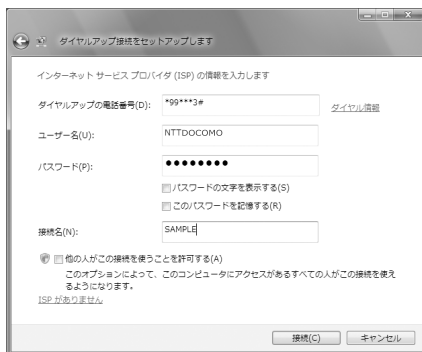 ダイヤルアップ接続をセットアップします
インターネット サービス プロバイダ (ISP) の情報を入力します
ダイヤルアップの電話番号(D): *99***3# ダイヤル情報
ユーザー名(U): NTTDOCOMO
パスワード(P): ●●●●●●●●
パスワードの文字を表示する(S)
このパスワードを記憶する(R)
接続名(N): SAMPLE
他の人がこの接続を使うことを許可する(A)
このオプションによって、このコンピュータにアクセスがあるすべての人がこの接続を使え
るようになります。
ISP がありません
接続(C) キャンセル